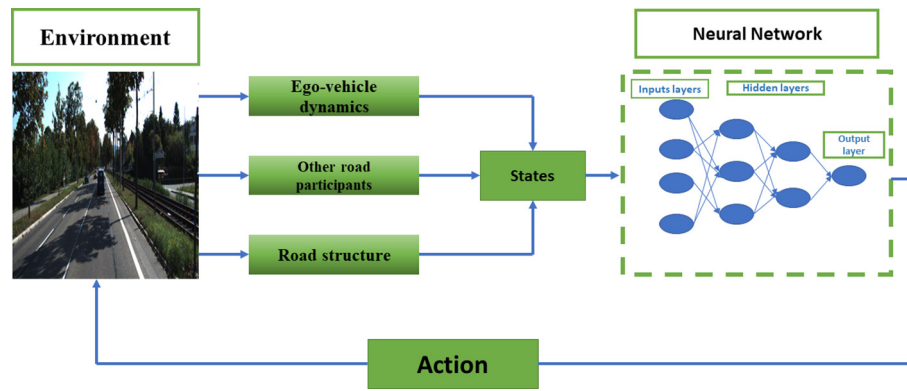 Environment
Neural Network
Ego-vehicle
dynamics
Other road
participants
Road structure
States
Inputs layers
Hidden layers
Output
layer
Action